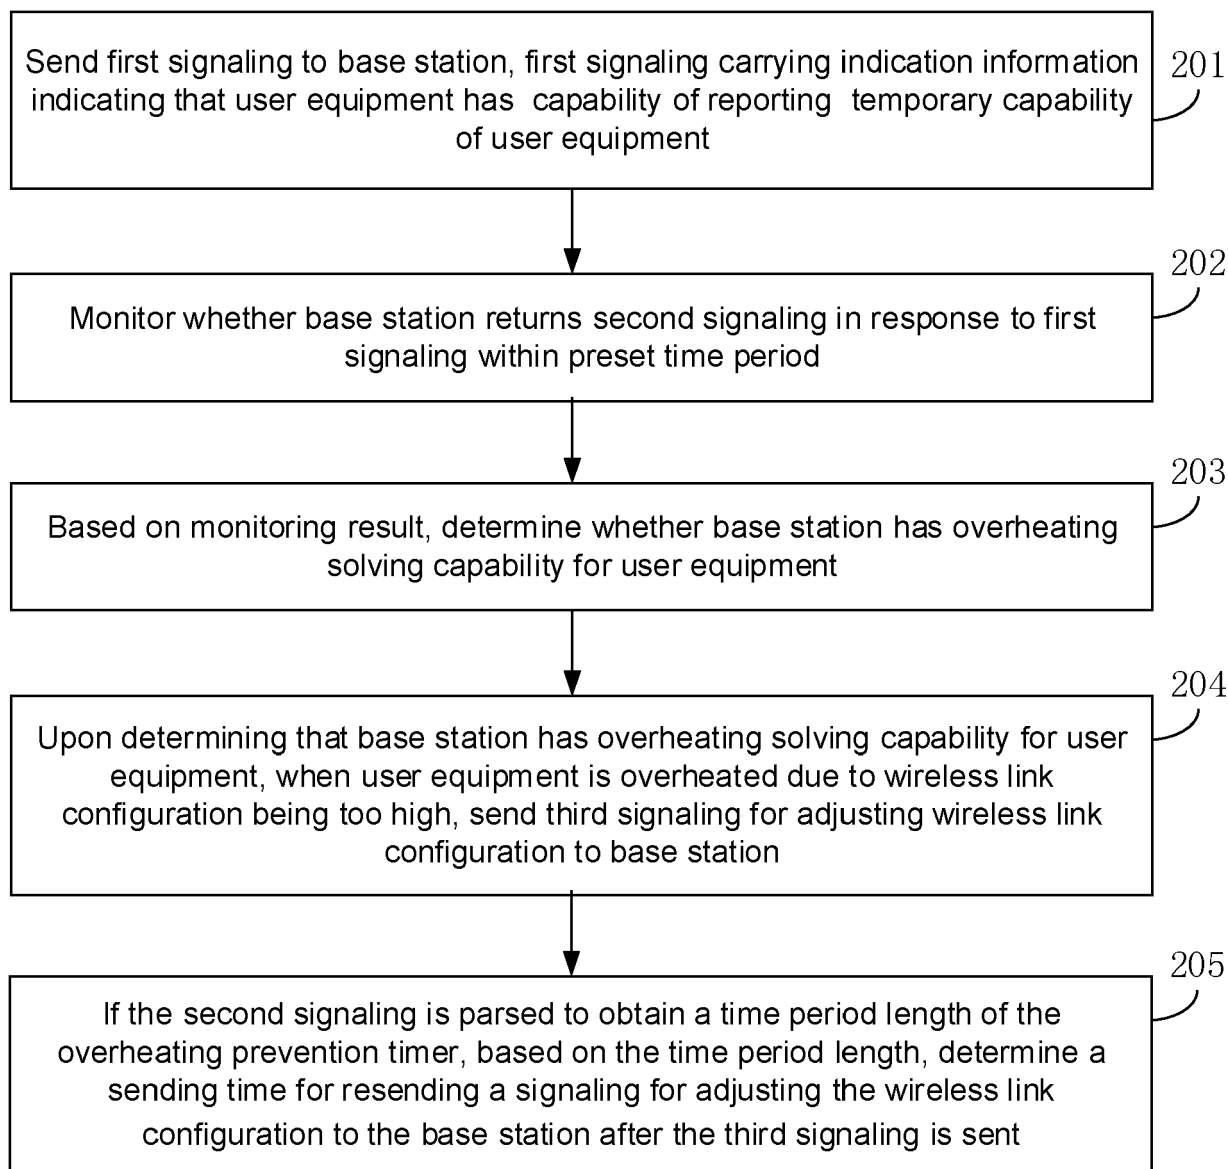 Send first signaling to base station, first signaling carrying indication information
indicating that user equipment has capability of reporting temporary capability
of user equipment
201
Monitor whether base station returns second signaling in response to first
signaling within preset time period
202
Based on monitoring result, determine whether base station has overheating
solving capability for user equipment
203
Upon determining that base station has overheating solving capability for user
equipment, when user equipment is overheated due to wireless link
configuration being too high, send third signaling for adjusting wireless link
configuration to base station
204
If the second signaling is parsed to obtain a time period length of the
overheating prevention timer, based on the time period length, determine a
sending time for resending a signaling for adjusting the wireless link
configuration to the base station after the third signaling is sent
205